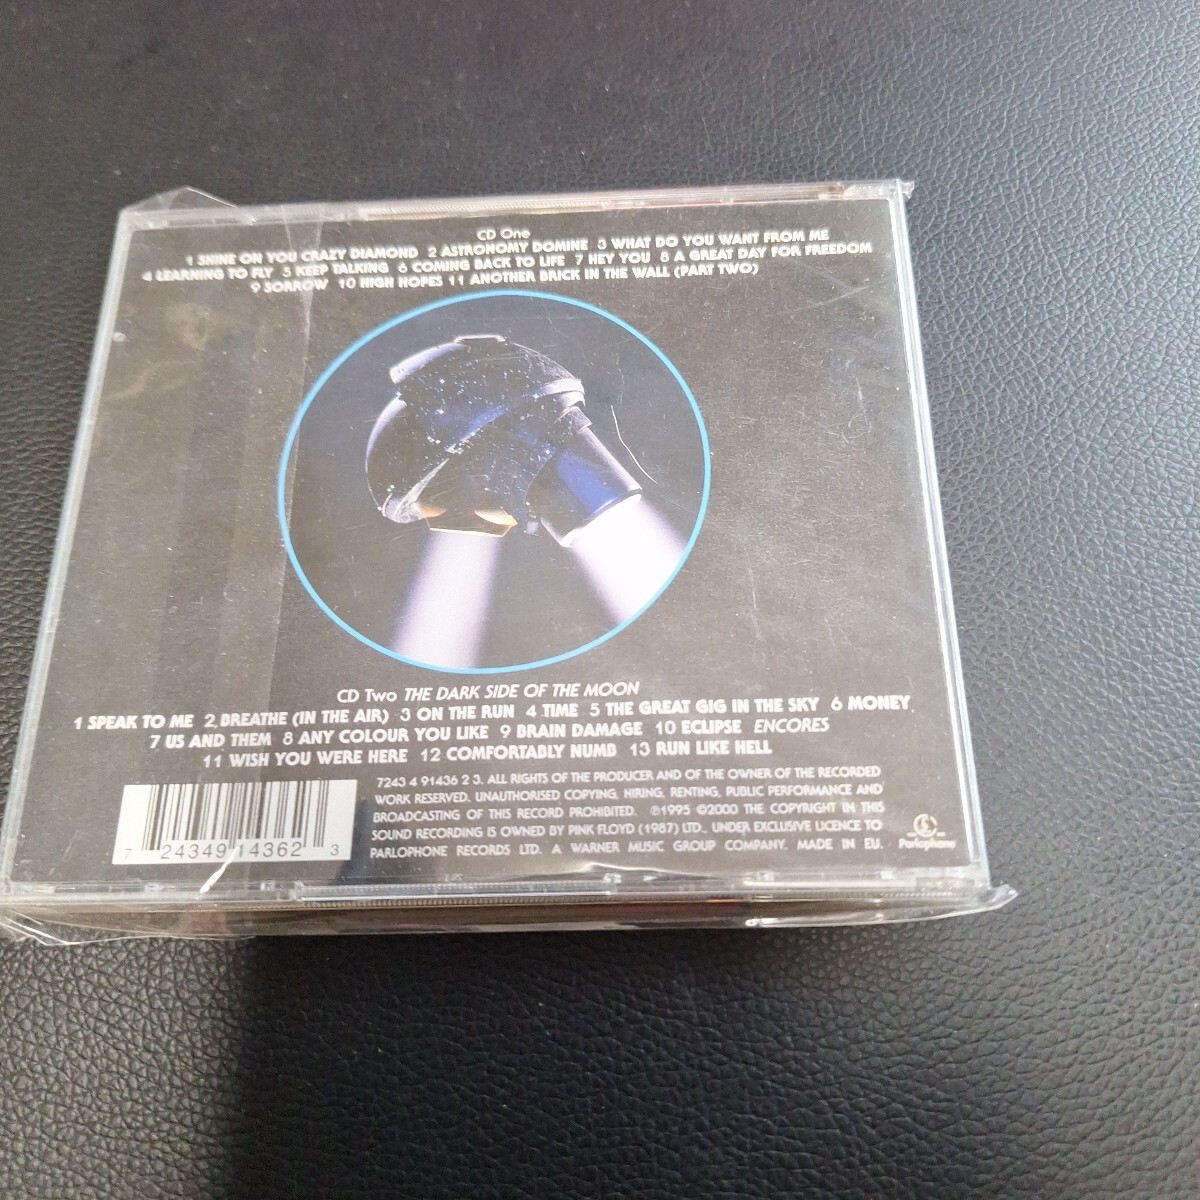 CD One
1 SHINE ON YOU CRAZY DIAMOND 2 ASTRONOMY DOMINE 3 WHAT DO YOU WANT FROM ME
4 LEARNING TO FLY 5 KEEP TALKING 6 COMING BACK TO LIFE 7 HEY YOU 8 A GREAT DAY FOR FREEDOM
9 SORROW 10 HIGH HOPES 11 ANOTHER BRICK IN THE WALL (PART TWO)
CD Two THE DARK SIDE OF THE MOON
1 SPEAK TO ME 2 BREATHE (IN THE AIR) 3 ON THE RUN 4 TIME 5 THE GREAT GIG IN THE SKY 6 MONEY
7 US AND THEM 8 ANY COLOUR YOU LIKE 9 BRAIN DAMAGE 10 ECLIPSE ENCORES
11 WISH YOU WERE HERE 12 COMFORTABLY NUMB 13 RUN LIKE HELL
7243 4 91436 2 3. ALL RIGHTS OF THE PRODUCER AND OF THE OWNER OF THE RECORDED
WORK RESERVED. UNAUTHORISED COPYING, HIRING, RENTING, PUBLIC PERFORMANCE AND
BROADCASTING OF THIS RECORD PROHIBITED. ℗1995 ©2000 THE COPYRIGHT IN THIS
SOUND RECORDING IS OWNED BY PINK FLOYD (1987) LTD., UNDER EXCLUSIVE LICENCE TO
PARLOPHONE RECORDS LTD. A WARNER MUSIC GROUP COMPANY. MADE IN EU.
7 24349 14362 3
Parlophone